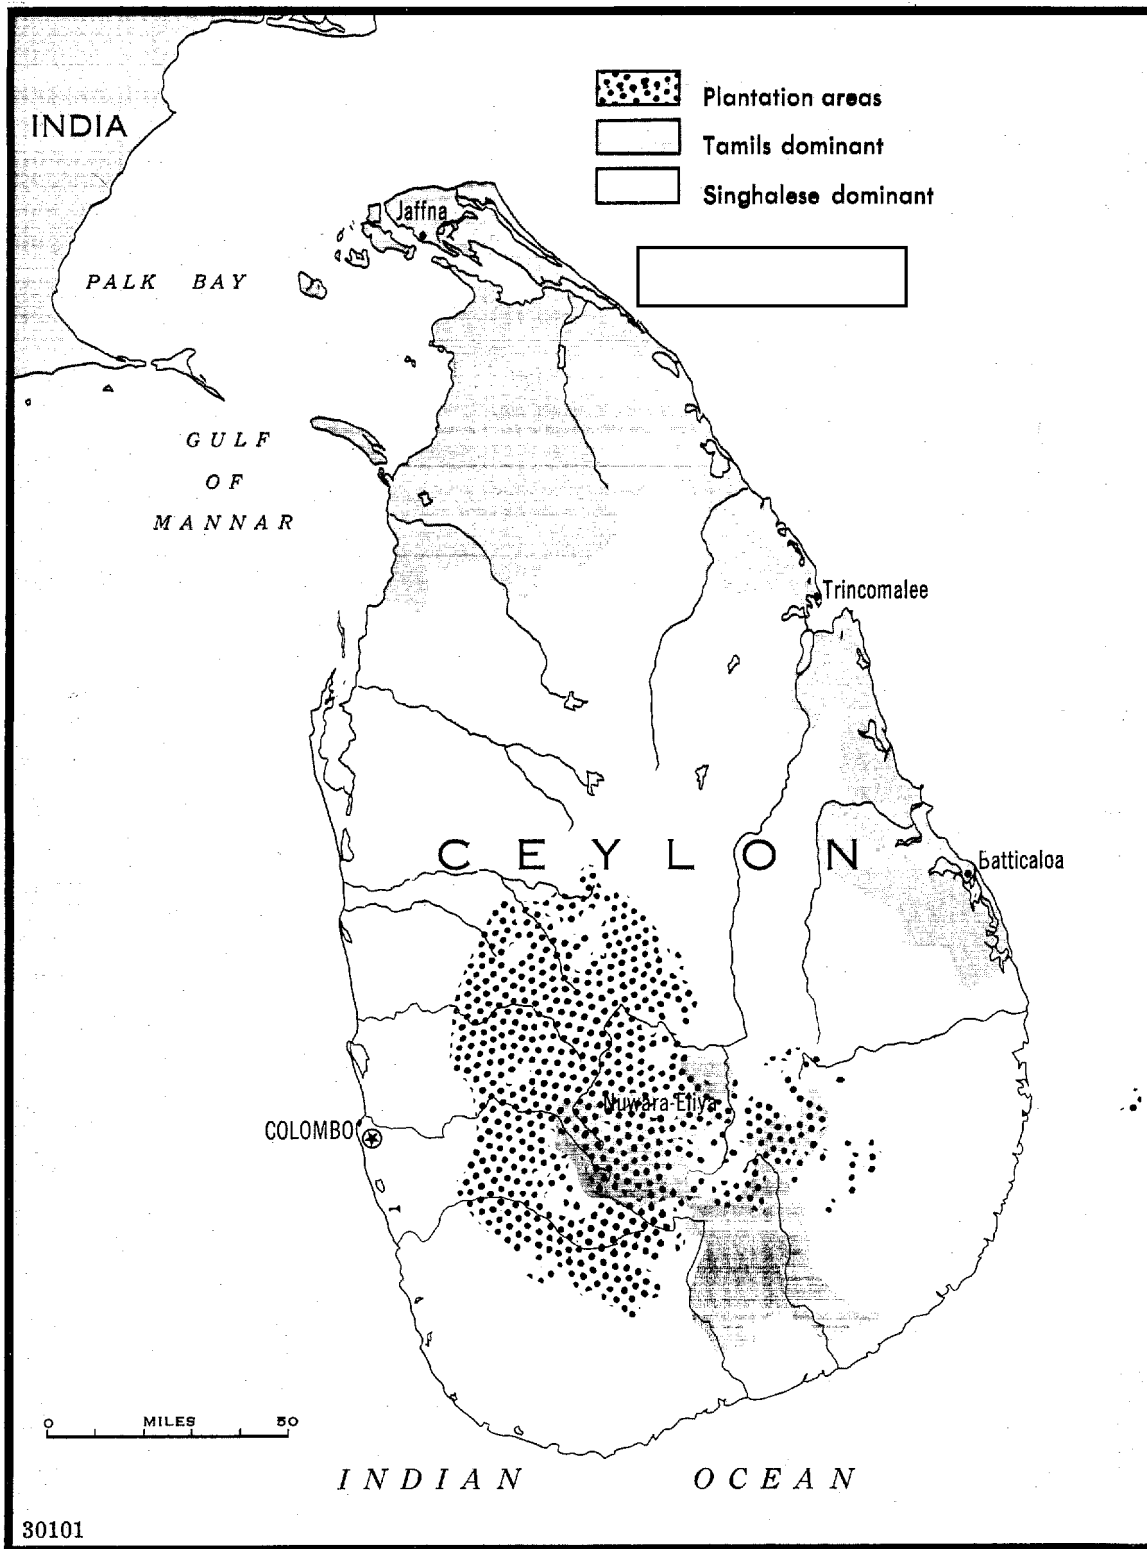 INDIA
Plantation areas
Tamils dominant
Singhalese dominant
Jaffna
PALK BAY
GULF
OF
MANNAR
Trincomalee
CEYLON
Batticaloa
Nuwara-Eliya
COLOMBO
0 MILES 50
INDIAN OCEAN
30101